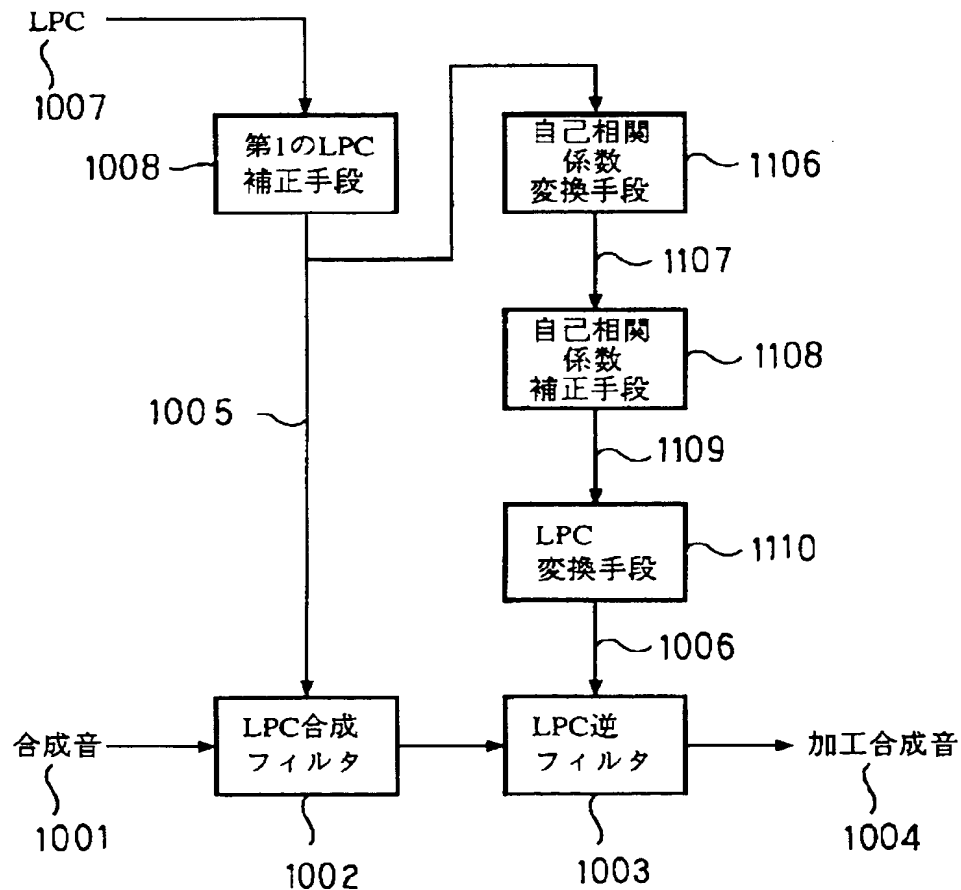 LPC
1007
1008
第1のLPC
補正手段
自己相関
係数
変換手段
1106
1107
自己相関
係数
補正手段
1108
1005
1109
LPC
変換手段
1110
1006
合成音
1001
LPC合成
フィルタ
1002
LPC逆
フィルタ
1003
加工合成音
1004